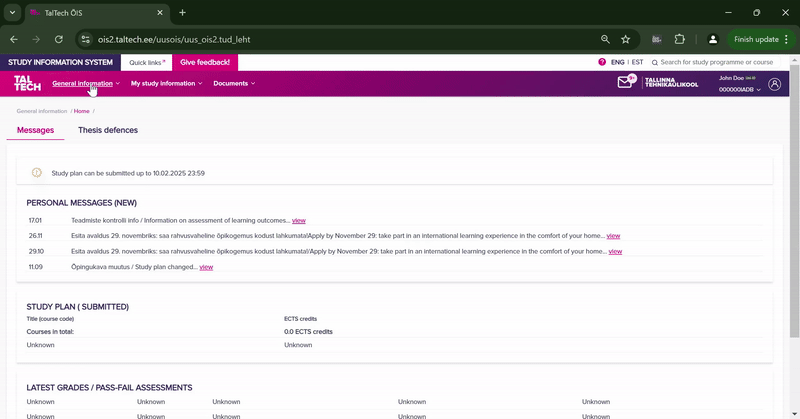 TalTech ÕIS
ois2.taltech.ee/uusois/uus_ois2.tud_leht
Finish update
STUDY INFORMATION SYSTEM
Quick links
Give feedback!
ENG | EST
Search for study programme or course
TAL
TECH
General information
My study information
Documents
9+
TALLINNA
TEHNIKAÜLIKOOL
John Doe
000000IADB
General information / Home /
Messages
Thesis defences
Study plan can be submitted up to 10.02.2025 23:59
PERSONAL MESSAGES (NEW)
17.01 Teadmiste kontrolli info / Information on assessment of learning outcomes... view
26.11 Esita avaldus 29. novembriks: saa rahvusvaheline õpikogemus kodust lahkumata!/Apply by November 29: take part in an international learning experience in the comfort of your home... view
29.10 Esita avaldus 29. novembriks: saa rahvusvaheline õpikogemus kodust lahkumata!/Apply by November 29: take part in an international learning experience in the comfort of your home... view
11.09 Õpingukava muutus / Study plan changed... view
STUDY PLAN ( SUBMITTED)
Title (course code) ECTS credits
Courses in total: 0.0 ECTS credits
Unknown Unknown
LATEST GRADES / PASS-FAIL ASSESSMENTS
Unknown Unknown Unknown Unknown Unknown
Unknown Unknown Unknown Unknown Unknown